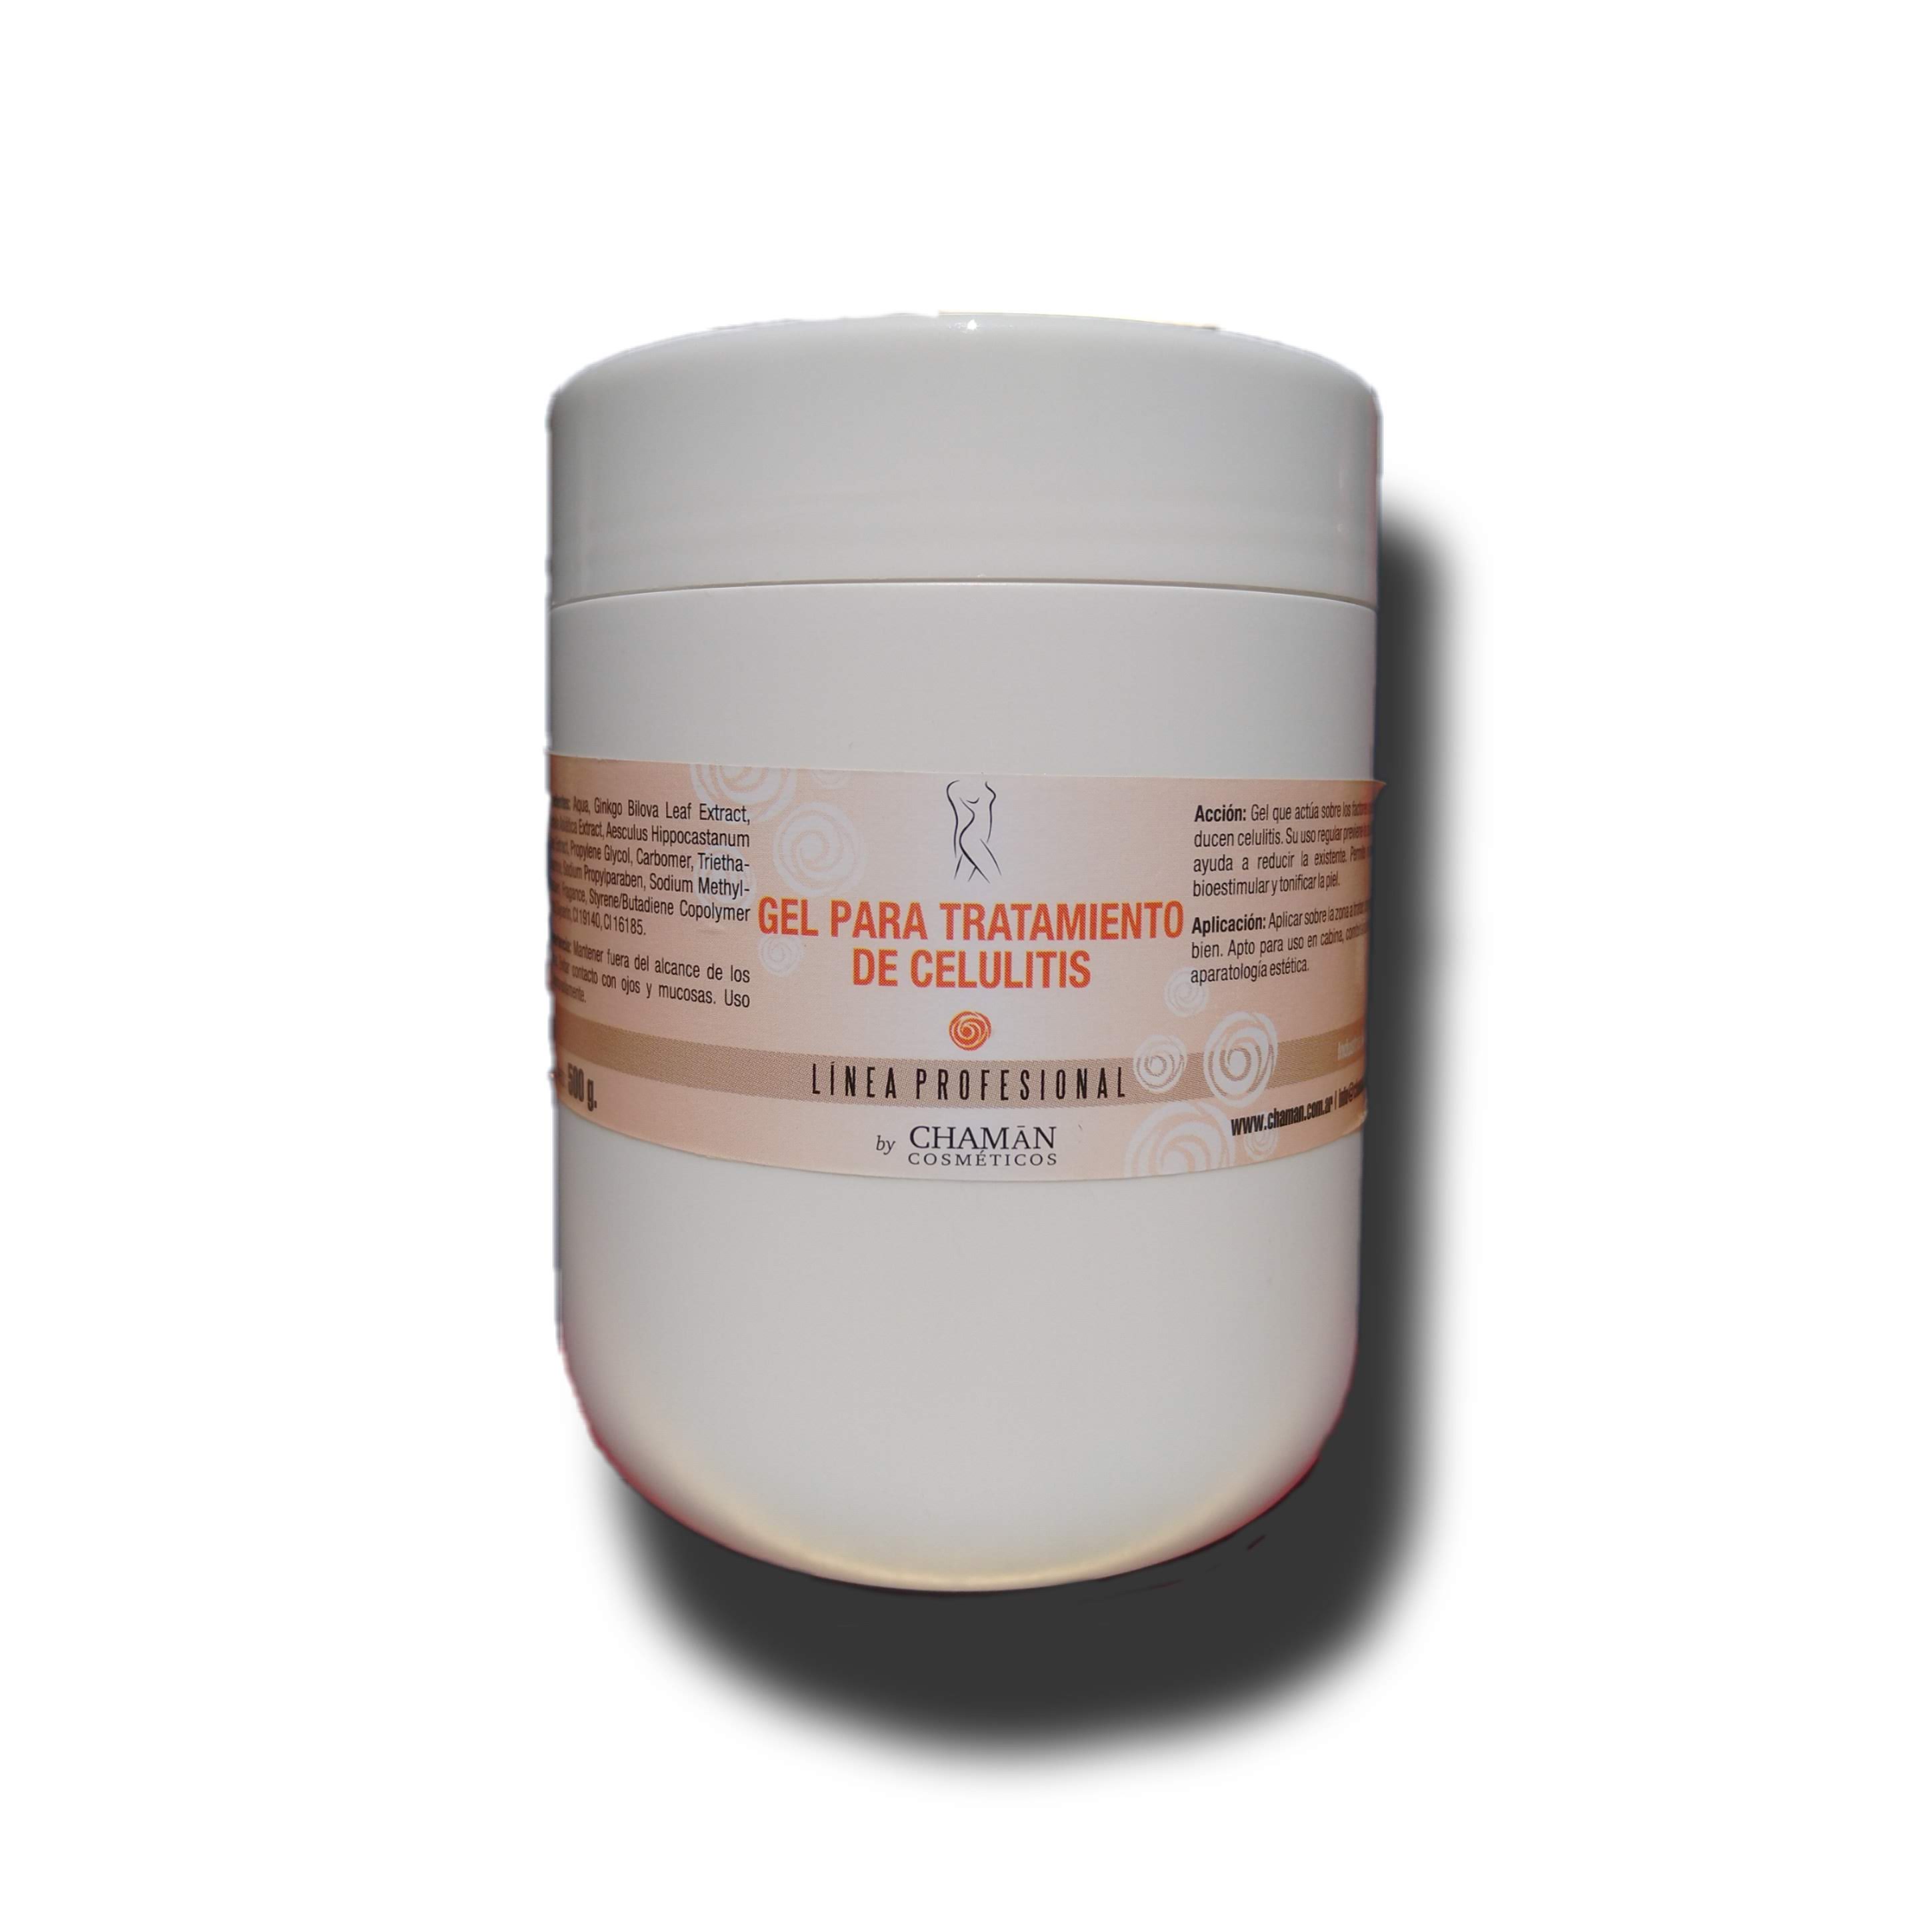 Aqua, Ginkgo Bilova Leaf Extract,
Extract, Aesculus Hippocastanum
Propylene Glycol, Carbomer, Trietha-
Sodium Propylparaben, Sodium Methyl-
Fragance, Styrene/Butadiene Copolymer
CI 19140, CI 16185.
Mantener fuera del alcance de los
contacto con ojos y mucosas. Uso
500 g.
GEL PARA TRATAMIENTO
DE CELULITIS
LÍNEA PROFESIONAL
by CHAMāN
COSMÉTICOS
Acción: Gel que actúa sobre los
ducen celulitis. Su uso regular previene
ayuda a reducir la existente. Permite
bioestimular y tonificar la piel.
Aplicación: Aplicar sobre la zona a
bien. Apto para uso en cabina,
aparatología estética.
www.chaman.com.ar |